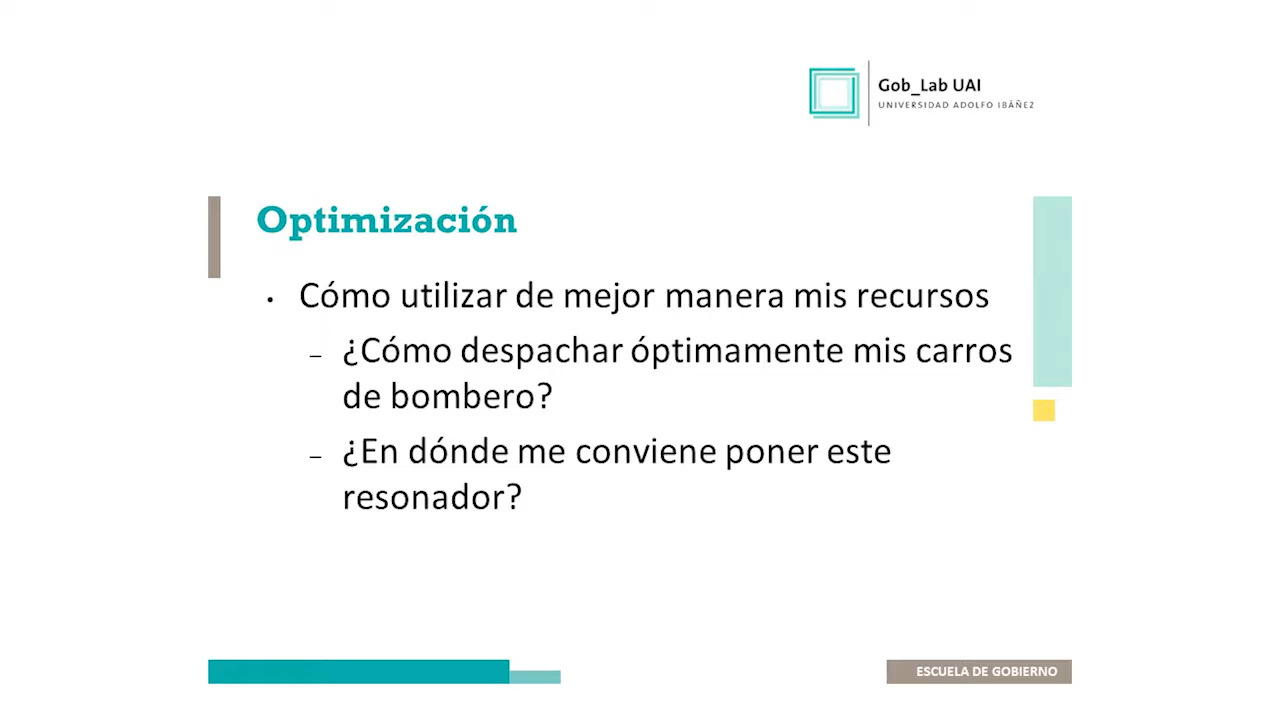 Gob_Lab UAI
UNIVERSIDAD ADOLFO IBÁÑEZ
Optimización
• Cómo utilizar de mejor manera mis recursos
– ¿Cómo despachar óptimamente mis carros
de bombero?
– ¿En dónde me conviene poner este
resonador?
ESCUELA DE GOBIERNO